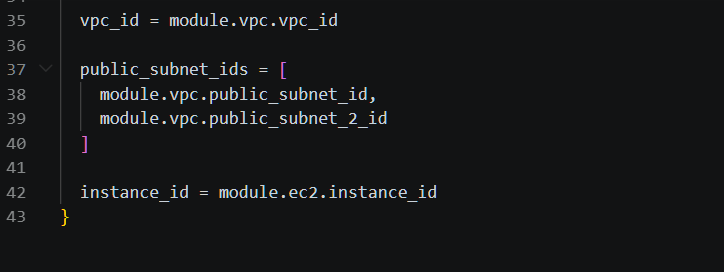 35 vpc_id = module.vpc.vpc_id
36
37 public_subnet_ids = [
38 module.vpc.public_subnet_id,
39 module.vpc.public_subnet_2_id
40 ]
41
42 instance_id = module.ec2.instance_id
43 }